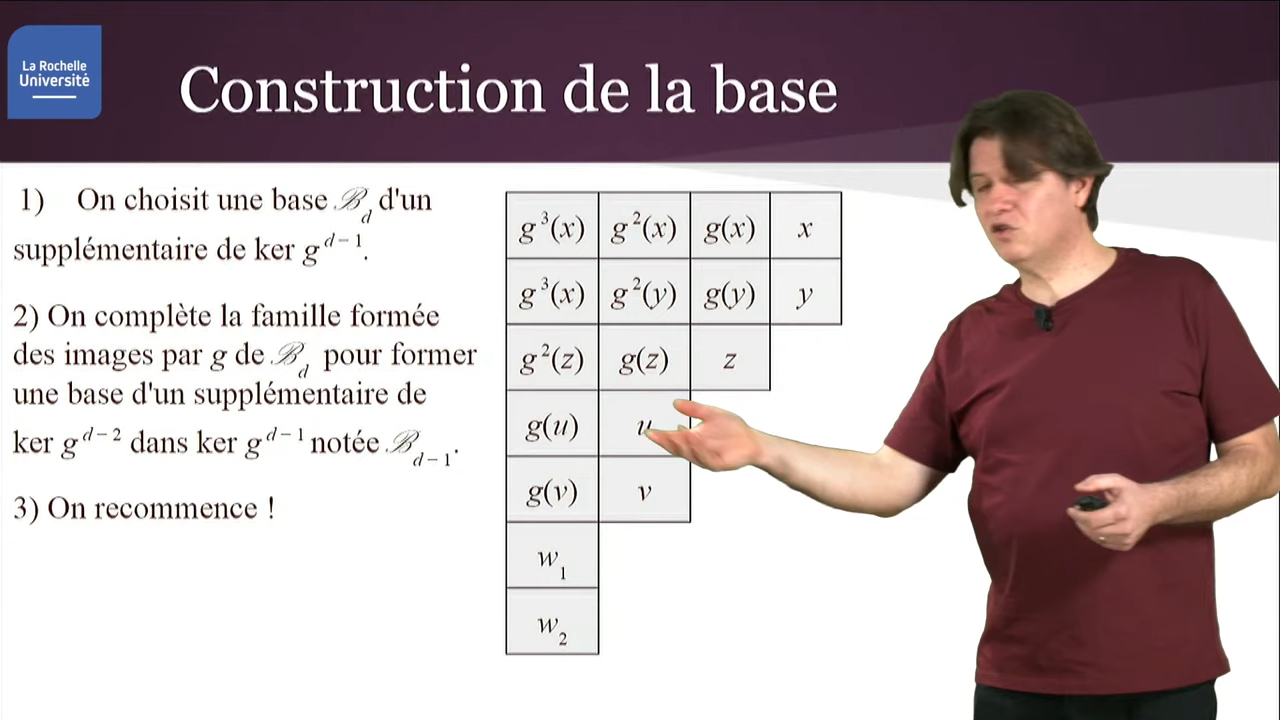 La Rochelle
Université
Construction de la base
1) On choisit une base ℬ_d d'un
supplémentaire de ker g^{d−1}.
2) On complète la famille formée
des images par g de ℬ_d pour former
une base d'un supplémentaire de
ker g^{d−2} dans ker g^{d−1} notée ℬ_{d−1}.
3) On recommence !
g^3(x) g^2(x) g(x) x
g^3(x) g^2(y) g(y) y
g^2(z) g(z) z
g(u) u
g(v) v
w_1
w_2